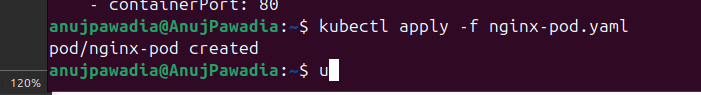 - containerPort: 80
anujpawadia@AnujPawadia:~$ kubectl apply -f nginx-pod.yaml
pod/nginx-pod created
anujpawadia@AnujPawadia:~$ u
120%